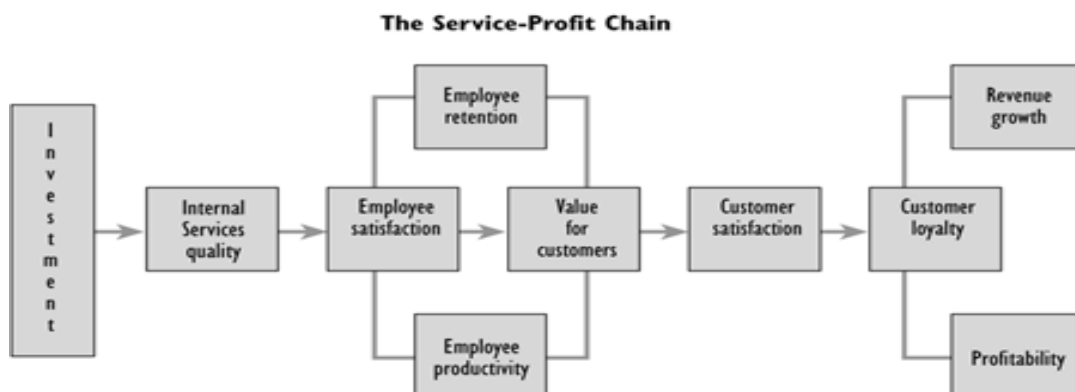 The Service-Profit Chain
Investment
Internal
Services
quality
Employee
satisfaction
Employee
retention
Employee
productivity
Value
for
customers
Customer
satisfaction
Customer
loyalty
Revenue
growth
Profitability